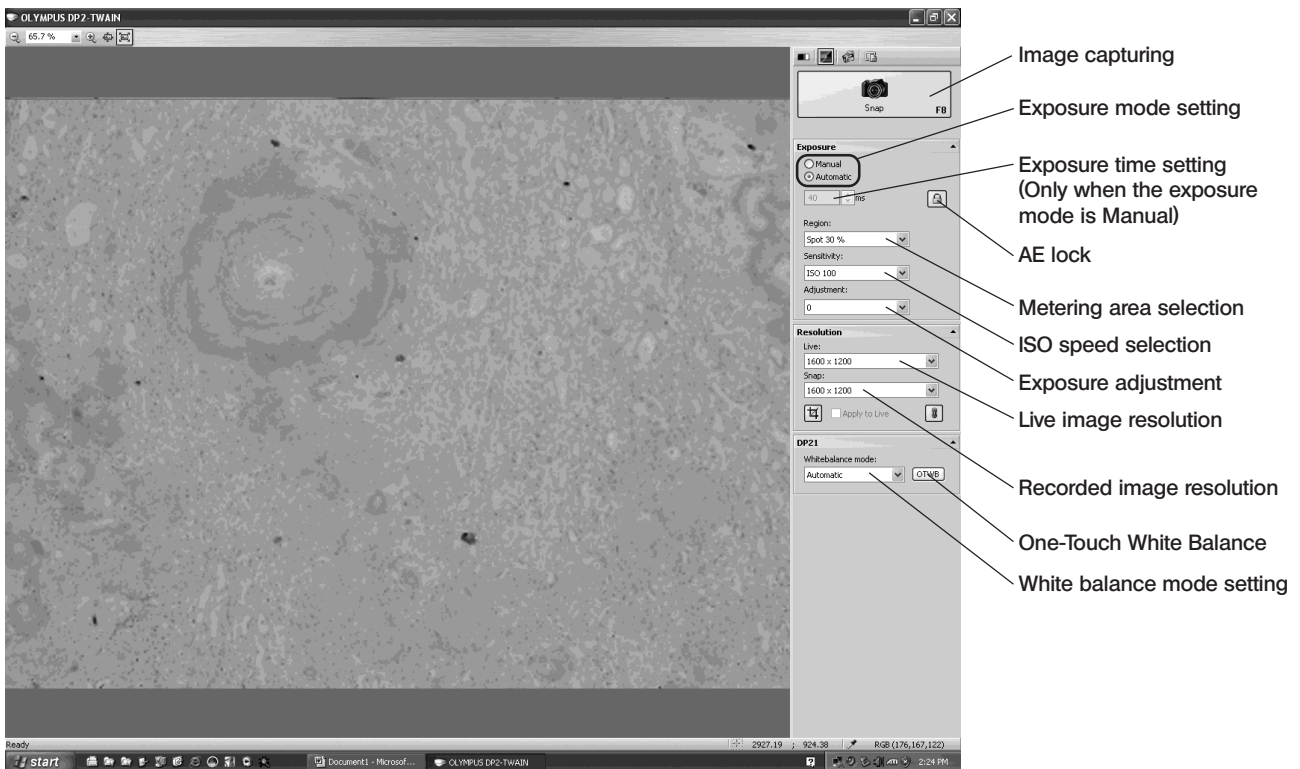 OLYMPUS DP2-TWAIN
65.7 %
Snap
F8
Exposure
Manual
Automatic
40 ms
Region:
Spot 30 %
Sensitivity:
ISO 100
Adjustment:
0
Resolution
Live:
1600 x 1200
Snap:
1600 x 1200
Apply to Live
DP21
Whitebalance mode:
Automatic OTWB
Image capturing
Exposure mode setting
Exposure time setting
(Only when the exposure
mode is Manual)
AE lock
Metering area selection
ISO speed selection
Exposure adjustment
Live image resolution
Recorded image resolution
One-Touch White Balance
White balance mode setting
Ready 2927.19 ; 924.38 RGB (176,167,122)
start Document1 - Microsof... OLYMPUS DP2-TWAIN 2:24 PM